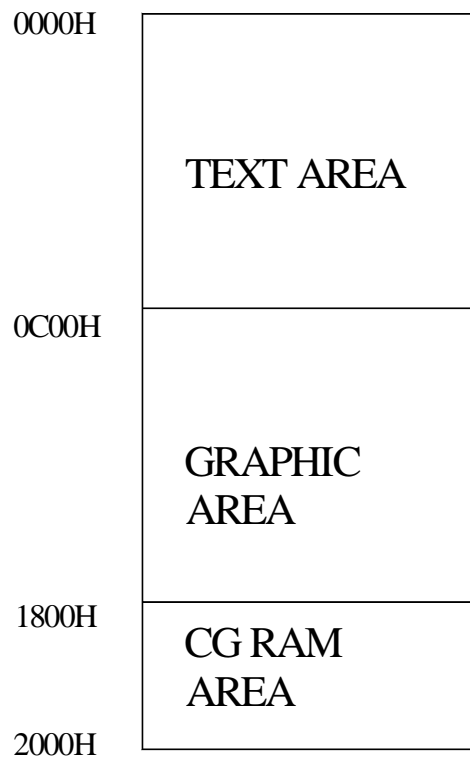 0000H
TEXT AREA
0C00H
GRAPHIC
AREA
1800H
CG RAM
AREA
2000H